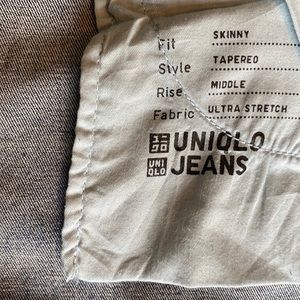 Fit SKINNY
Style TAPERED
Rise MIDDLE
Fabric ULTRA STRETCH
ユニクロ UNIQLO
UNIQLO JEANS